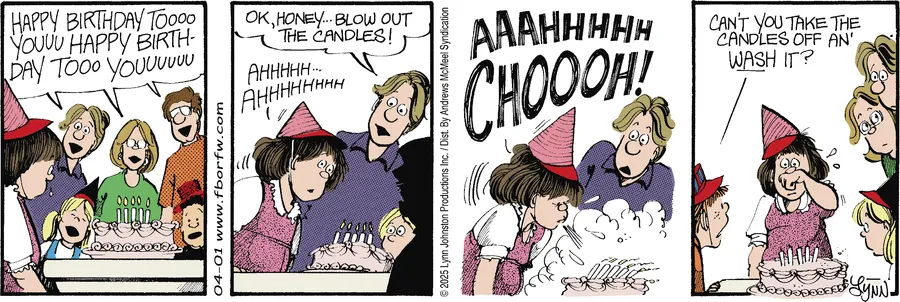 HAPPY BIRTHDAY TOOOO
YOUUU HAPPY BIRTH-
DAY TOOO YOUUUUUU
04-01 www.fborfw.com
OK, HONEY... BLOW OUT
THE CANDLES!
AHHHHH...
AHHHHHHHH
© 2025 Lynn Johnston Productions Inc. / Dist. By Andrews McMeel Syndication
AAAHHHHHH
CHOOOH!
CAN'T YOU TAKE THE
CANDLES OFF AN'
WASH IT?
LYNN